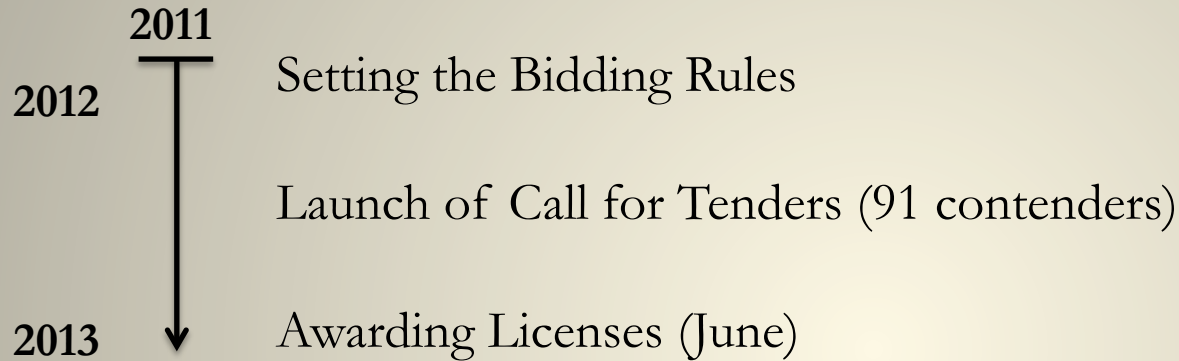 2011
Setting the Bidding Rules
2012
Launch of Call for Tenders (91 contenders)
2013
Awarding Licenses (June)